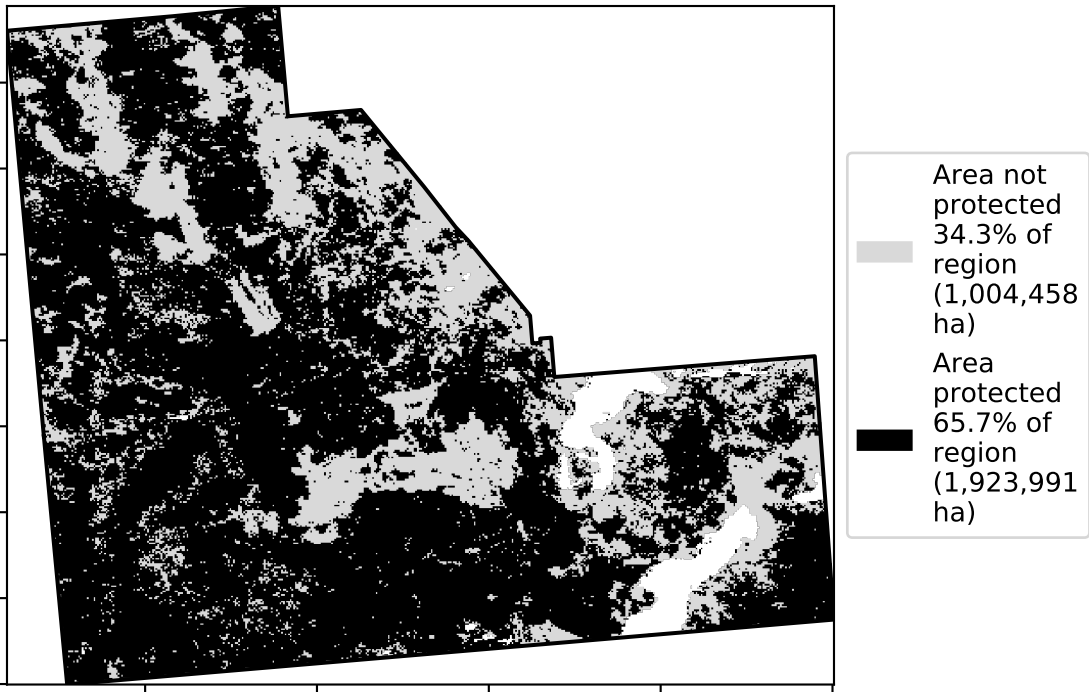 Area not
protected
34.3% of
region
(1,004,458
ha)
Area
protected
65.7% of
region
(1,923,991
ha)